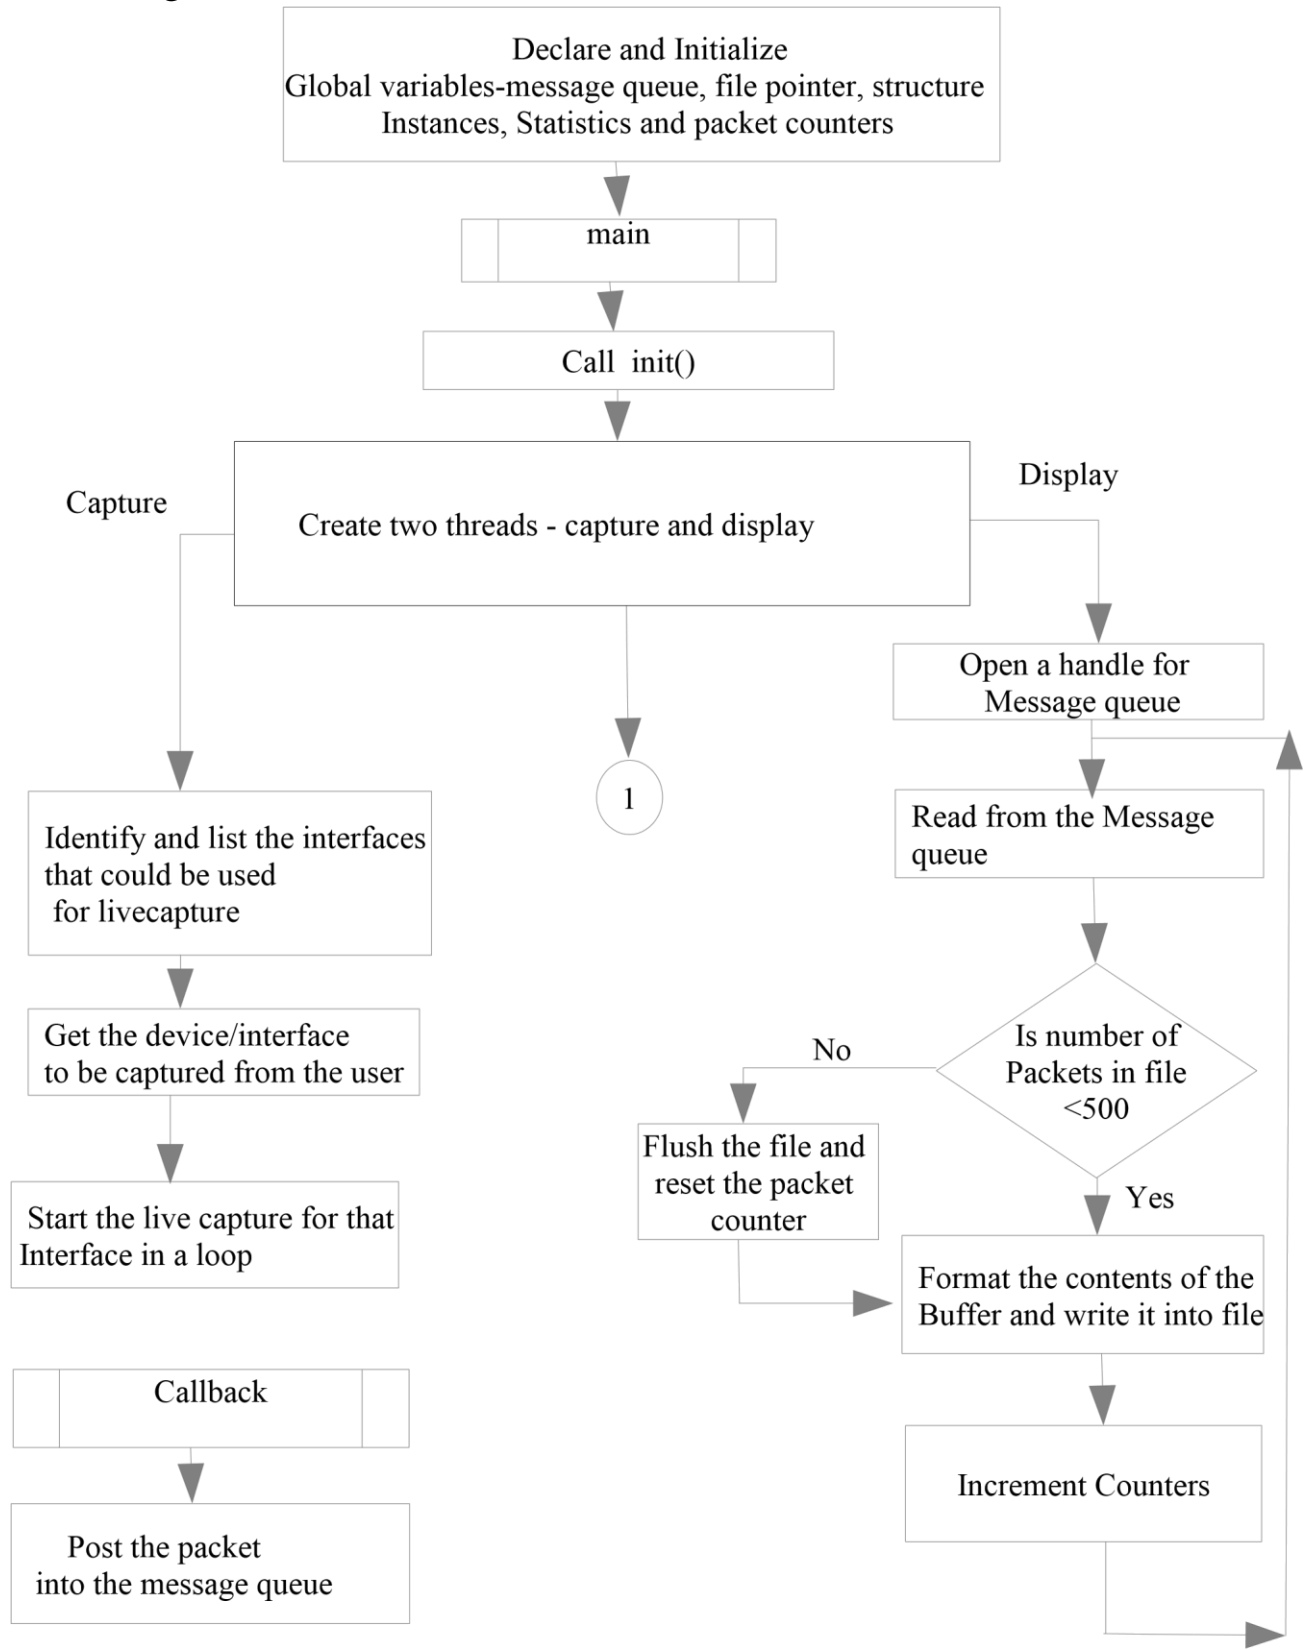 Declare and Initialize
Global variables-message queue, file pointer, structure
Instances, Statistics and packet counters
main
Call init()
Capture
Display
Create two threads - capture and display
Open a handle for
Message queue
1
Identify and list the interfaces
that could be used
for livecapture
Read from the Message
queue
Get the device/interface
to be captured from the user
Is number of
Packets in file
<500
No
Flush the file and
reset the packet
counter
Yes
Start the live capture for that
Interface in a loop
Format the contents of the
Buffer and write it into file
Callback
Increment Counters
Post the packet
into the message queue